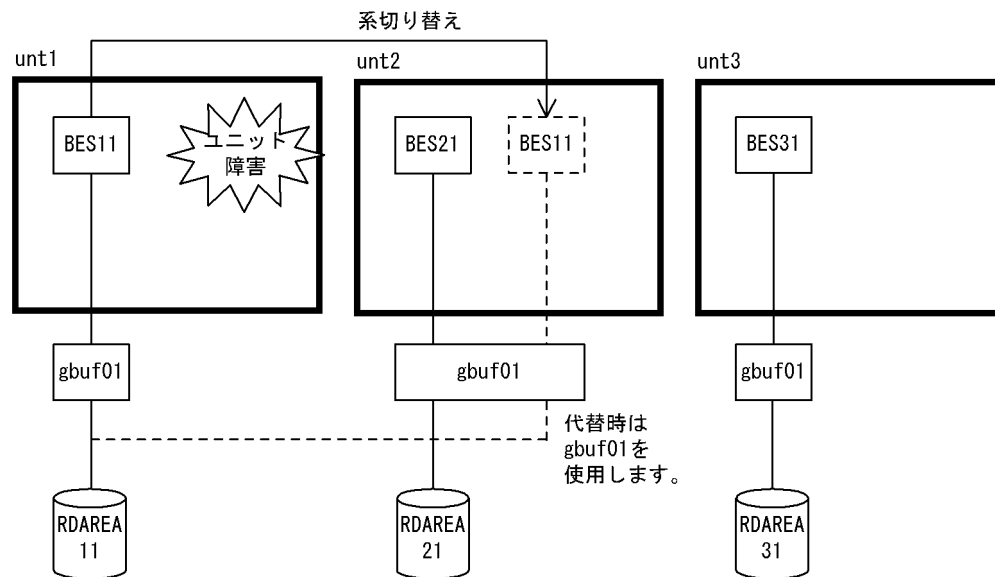 系切り替え
unt1
unt2
unt3
BES11
ユニット
障害
BES21
BES11
BES31
gbuf01
gbuf01
gbuf01
代替時は
gbuf01を
使用します。
RDAREA
11
RDAREA
21
RDAREA
31